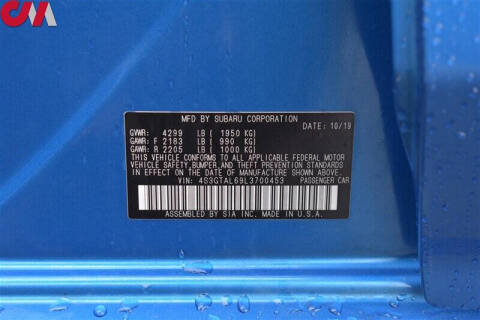 CM
MFD BY SUBARU CORPORATION
DATE: 10/19
GVWR: 4299 LB ( 1950 KG)
GAWR: F 2183 LB ( 990 KG)
GAWR: R 2205 LB ( 1000 KG)
THIS VEHICLE CONFORMS TO ALL APPLICABLE FEDERAL MOTOR
VEHICLE SAFETY, BUMPER, AND THEFT PREVENTION STANDARDS
IN EFFECT ON THE DATE OF MANUFACTURE SHOWN ABOVE.
VIN: 4S3GTAL69L3700453 PASSENGER CAR
ASSEMBLED BY SIA INC. MADE IN U.S.A.